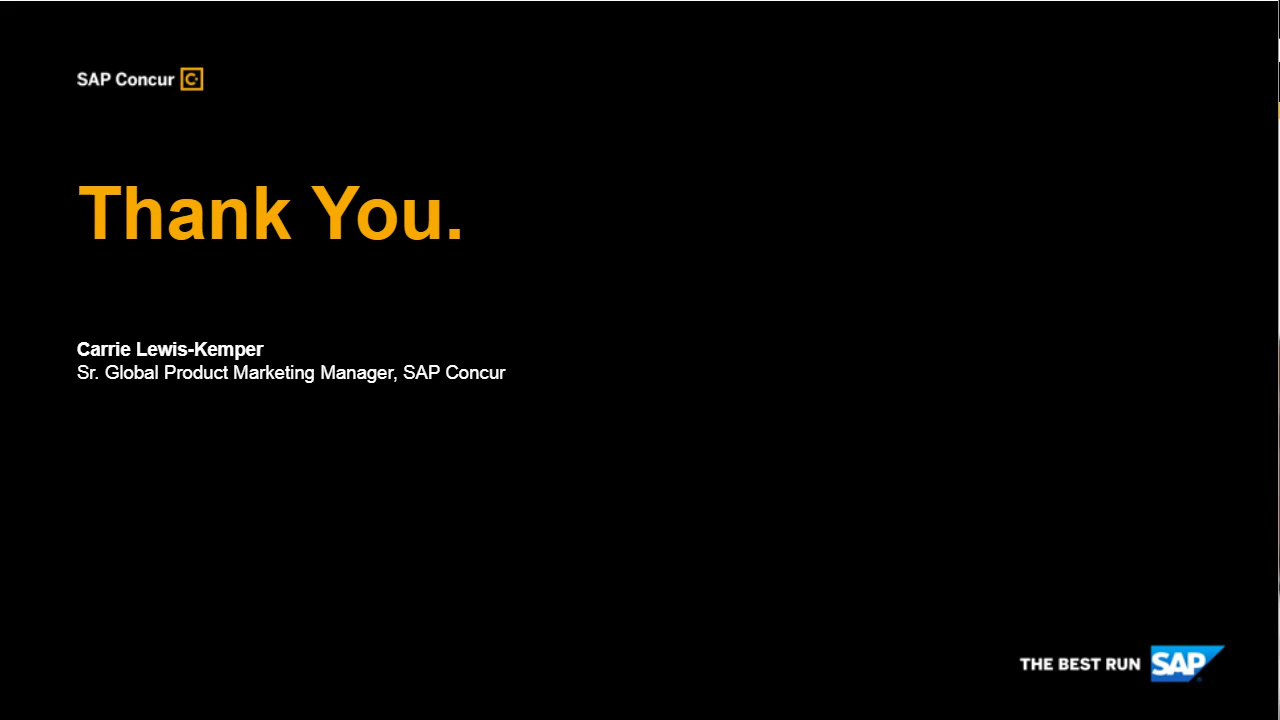 SAP Concur C
Thank You.
Carrie Lewis-Kemper
Sr. Global Product Marketing Manager, SAP Concur
THE BEST RUN SAP